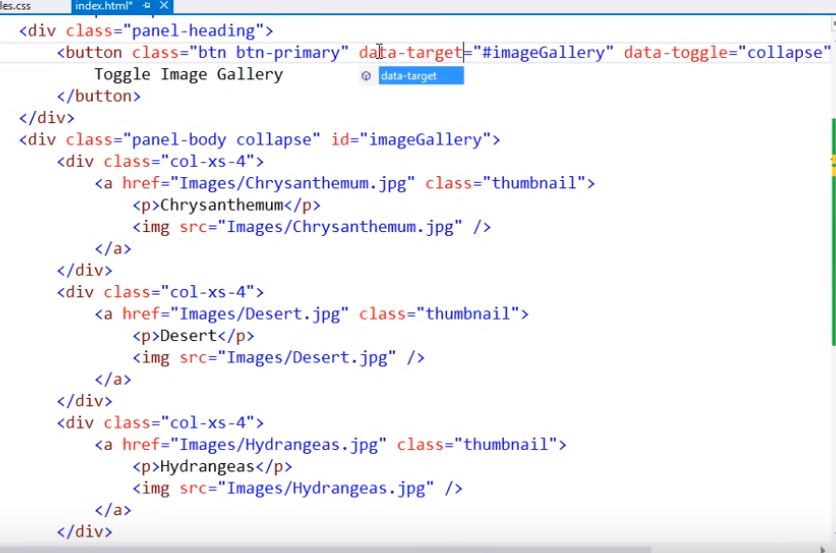 les.css index.html*
<div class="panel-heading">
<button class="btn btn-primary" data-target="#imageGallery" data-toggle="collapse"
Toggle Image Gallery
data-target
</button>
</div>
<div class="panel-body collapse" id="imageGallery">
<div class="col-xs-4">
<a href="Images/Chrysanthemum.jpg" class="thumbnail">
<p>Chrysanthemum</p>
<img src="Images/Chrysanthemum.jpg" />
</a>
</div>
<div class="col-xs-4">
<a href="Images/Desert.jpg" class="thumbnail">
<p>Desert</p>
<img src="Images/Desert.jpg" />
</a>
</div>
<div class="col-xs-4">
<a href="Images/Hydrangeas.jpg" class="thumbnail">
<p>Hydrangeas</p>
<img src="Images/Hydrangeas.jpg" />
</a>
</div>